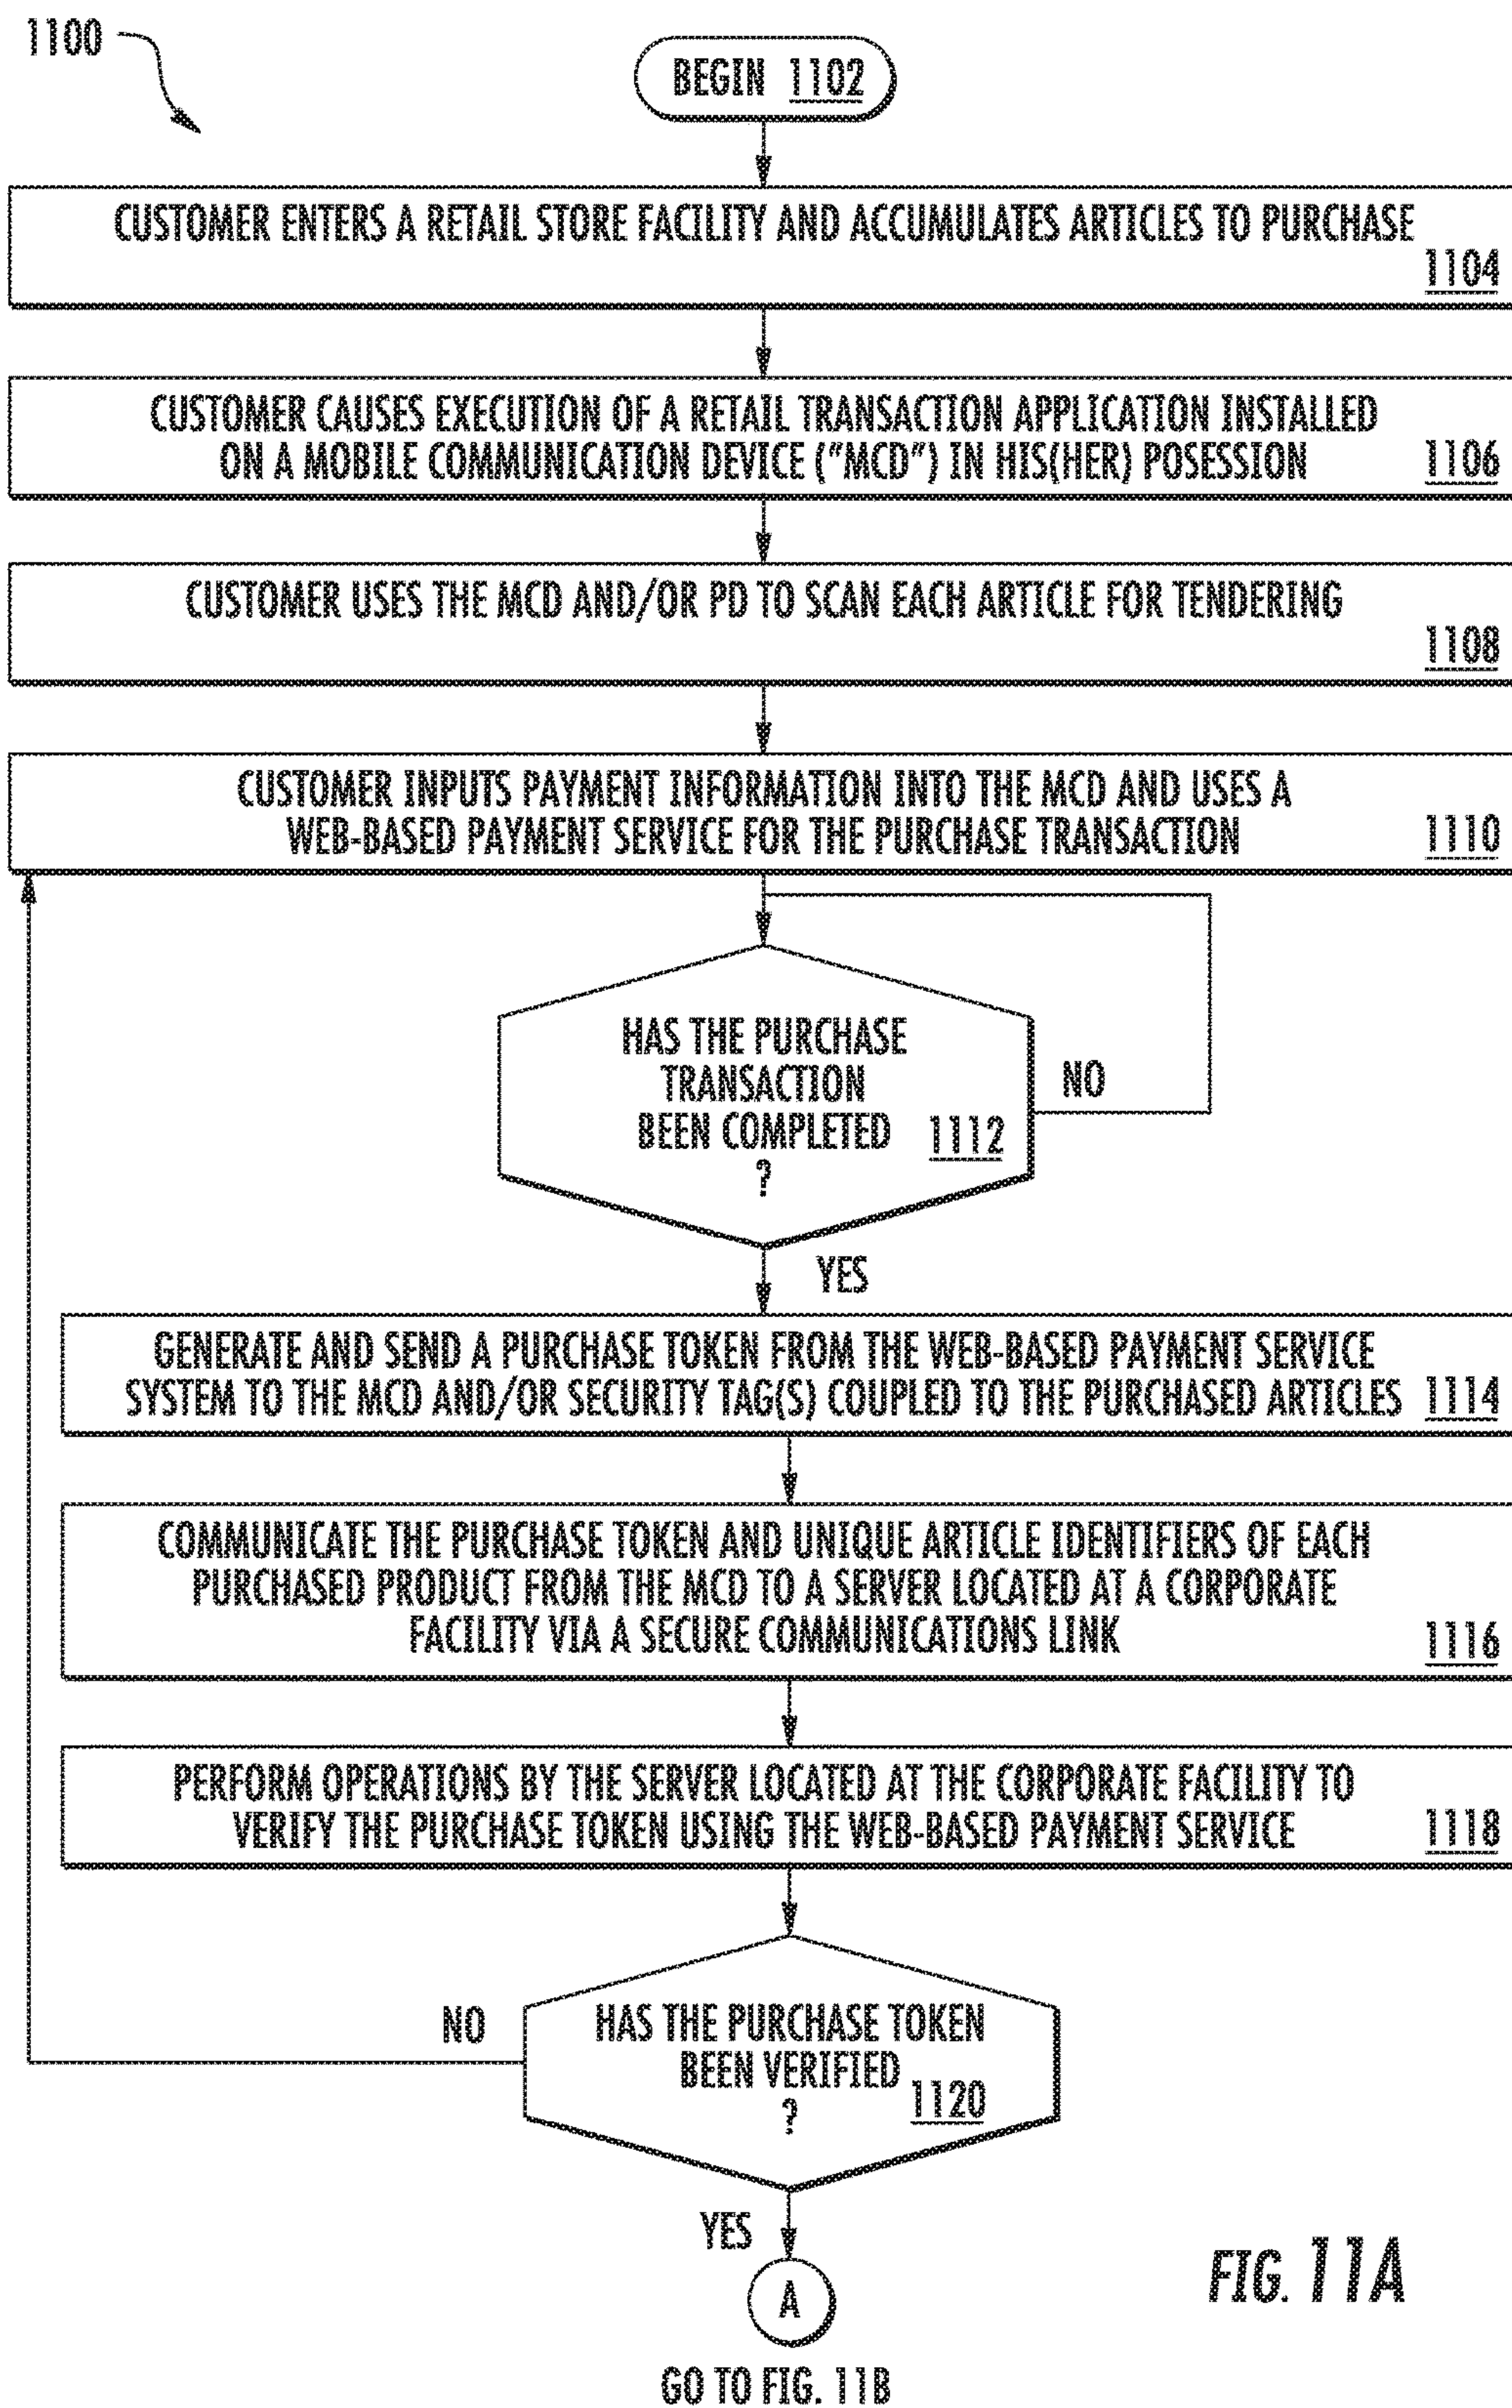 1100
BEGIN 1102
CUSTOMER ENTERS A RETAIL STORE FACILITY AND ACCUMULATES ARTICLES TO PURCHASE
1104
CUSTOMER CAUSES EXECUTION OF A RETAIL TRANSACTION APPLICATION INSTALLED
ON A MOBILE COMMUNICATION DEVICE ("MCD") IN HIS(HER) POSESSION 1106
CUSTOMER USES THE MCD AND/OR PD TO SCAN EACH ARTICLE FOR TENDERING
1108
CUSTOMER INPUTS PAYMENT INFORMATION INTO THE MCD AND USES A
WEB-BASED PAYMENT SERVICE FOR THE PURCHASE TRANSACTION 1110
HAS THE PURCHASE
TRANSACTION
BEEN COMPLETED 1112
?
NO
YES
GENERATE AND SEND A PURCHASE TOKEN FROM THE WEB-BASED PAYMENT SERVICE
SYSTEM TO THE MCD AND/OR SECURITY TAG(S) COUPLED TO THE PURCHASED ARTICLES 1114
COMMUNICATE THE PURCHASE TOKEN AND UNIQUE ARTICLE IDENTIFIERS OF EACH
PURCHASED PRODUCT FROM THE MCD TO A SERVER LOCATED AT A CORPORATE
FACILITY VIA A SECURE COMMUNICATIONS LINK 1116
PERFORM OPERATIONS BY THE SERVER LOCATED AT THE CORPORATE FACILITY TO
VERIFY THE PURCHASE TOKEN USING THE WEB-BASED PAYMENT SERVICE 1118
NO
HAS THE PURCHASE TOKEN
BEEN VERIFIED 1120
?
YES
A
GO TO FIG. 11B
FIG. 11A